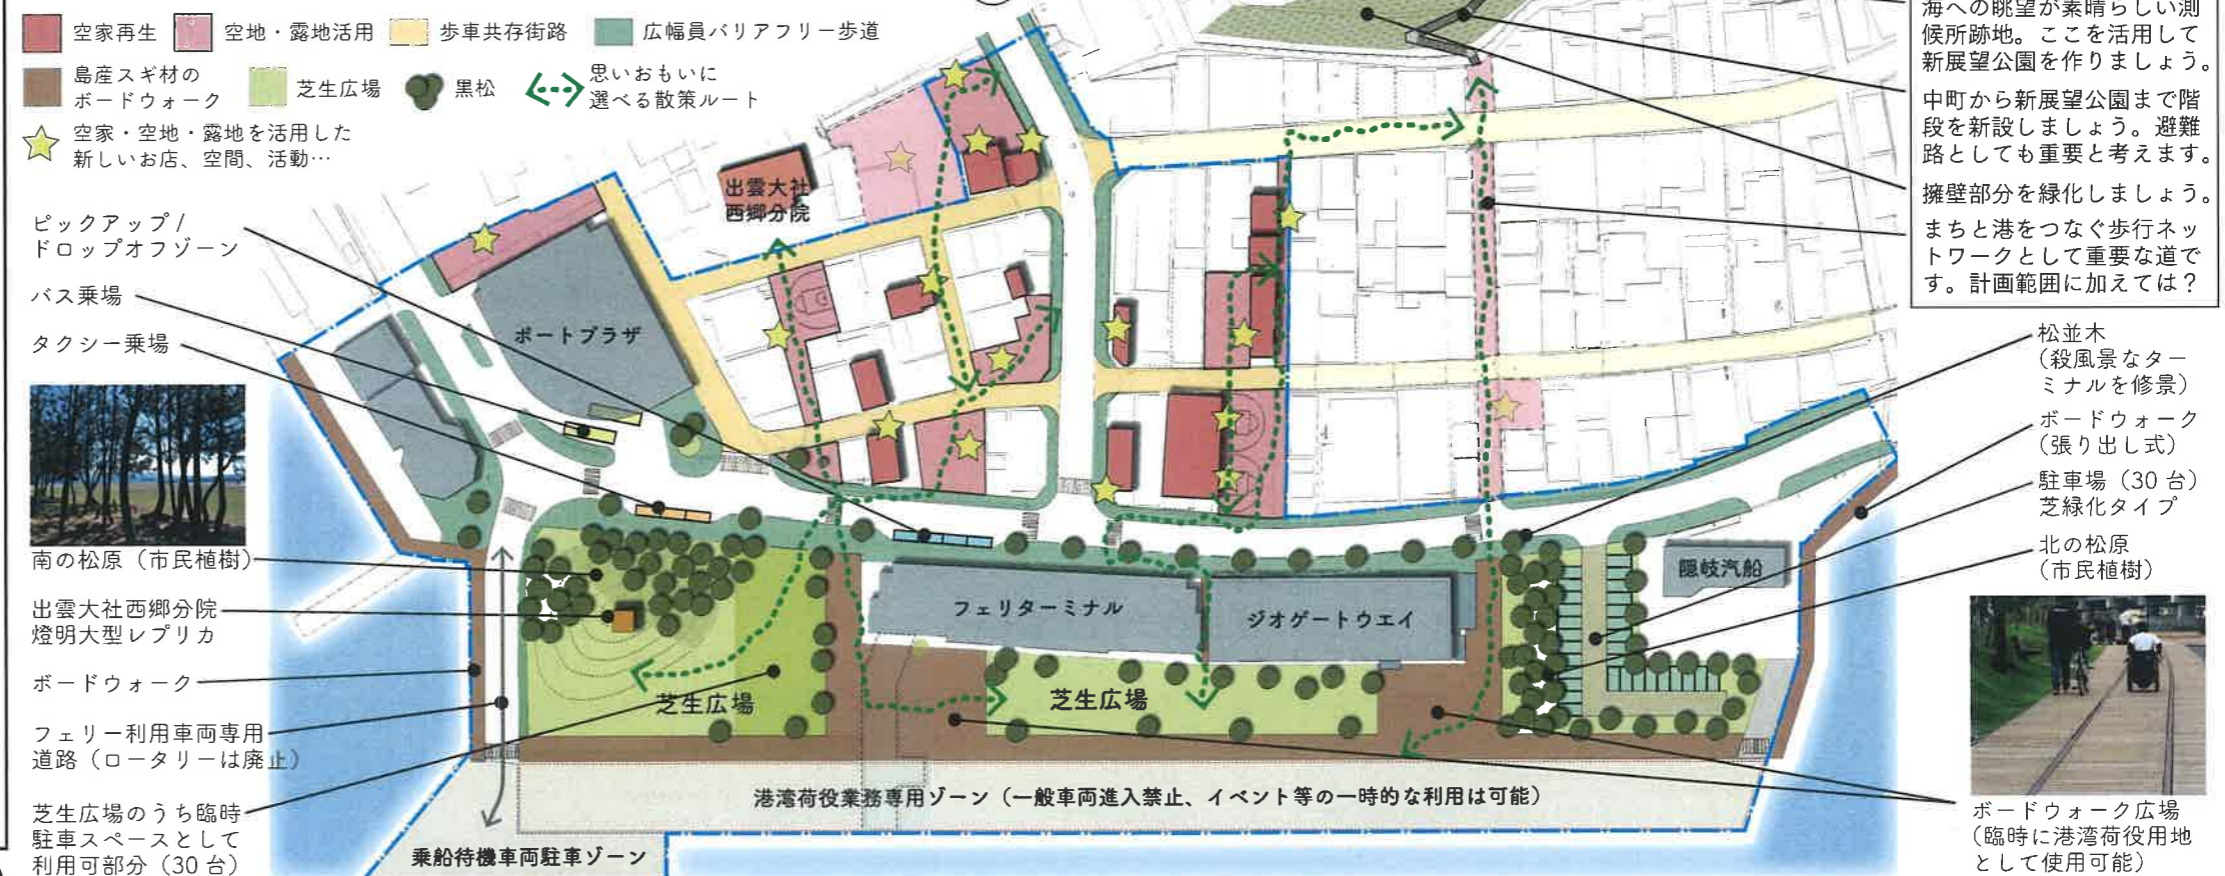 空家再生
空地・露地活用
歩車共存街路
広幅員バリアフリー歩道
島産スギ材の
ボードウォーク
芝生広場
黒松
思いおもいに
選べる散策ルート
空家・空地・露地を活用した
新しいお店、空間、活動…
ピックアップ /
ドロップオフゾーン
バス乗場
タクシー乗場
南の松原（市民植樹）
出雲大社西郷分院
燈明大型レプリカ
ボードウォーク
フェリー利用車両専用
道路（ロータリーは廃止）
芝生広場のうち臨時
駐車スペースとして
利用可部分（30 台）
出雲大社
西郷分院
ポートプラザ
フェリターミナル
ジオゲートウエイ
隠岐汽船
芝生広場
芝生広場
港湾荷役業務専用ゾーン（一般車両進入禁止、イベント等の一時的な利用は可能）
乗船待機車両駐車ゾーン
海への眺望が素晴らしい測
候所跡地。ここを活用して
新展望公園を作りましょう。
中町から新展望公園まで階
段を新設しましょう。避難
路としても重要と考えます。
擁壁部分を緑化しましょう。
まちと港をつなぐ歩行ネッ
トワークとして重要な道で
す。計画範囲に加えては？
松並木
（殺風景なター
ミナルを修景）
ボードウォーク
（張り出し式）
駐車場（30 台）
芝緑化タイプ
北の松原
（市民植樹）
ボードウォーク広場
（臨時に港湾荷役用地
として使用可能）